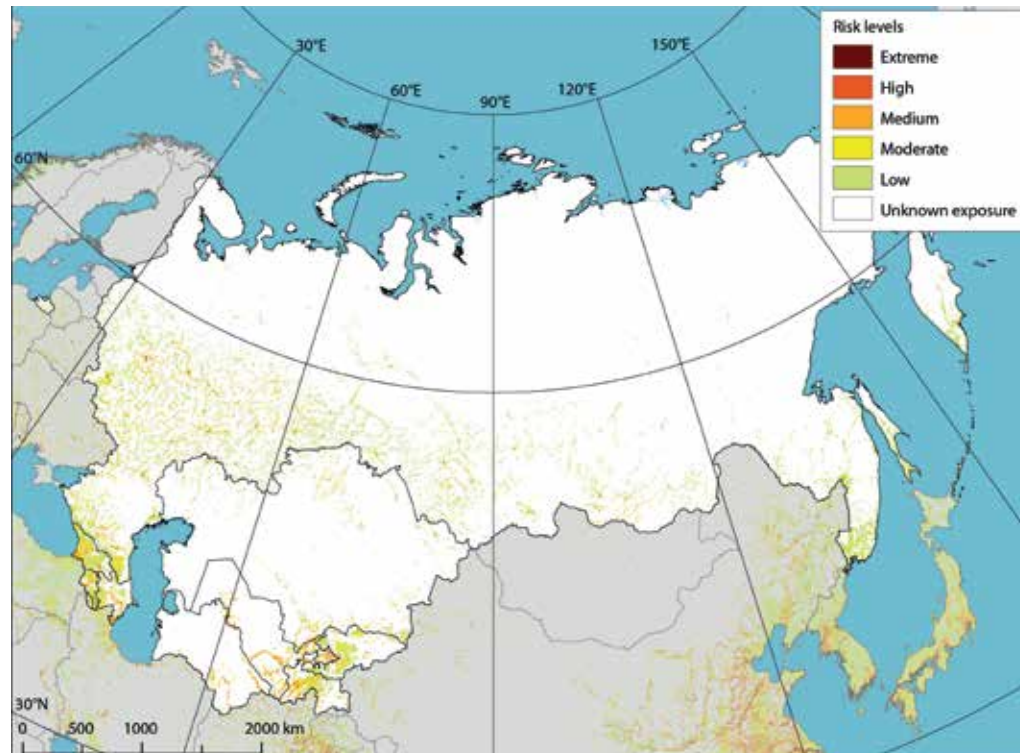 Risk levels
Extreme
High
Medium
Moderate
Low
Unknown exposure
30°E
60°E
90°E
120°E
150°E
60°N
30°N
0 500 1000 2000 km